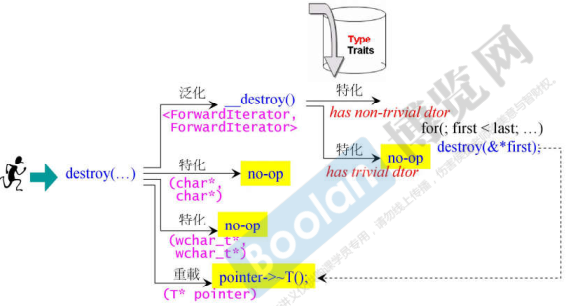 Type
Traits
泛化
__destroy()
<ForwardIterator,
ForwardIterator>
特化
has non-trivial dtor
for(; first < last; …)
destroy(&*first);
特化
no-op
has trivial dtor
destroy(…)
特化
no-op
(char*,
char*)
特化
no-op
(wchar_t*,
wchar_t*)
重載
pointer->~T();
(T* pointer)
Boolan
博览网